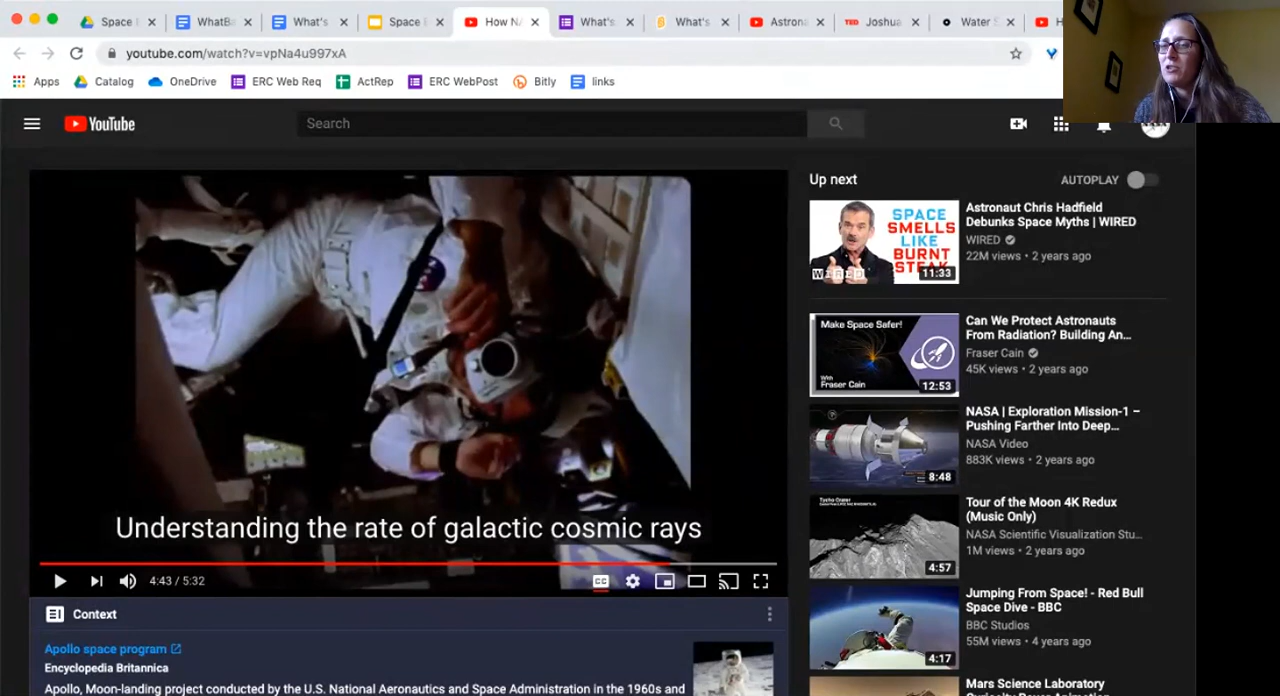 Space
WhatB
What's
Space
How NA
What's
What's
Astron
TED Joshua
Water S
youtube.com/watch?v=vpNa4u997xA
Apps Catalog OneDrive ERC Web Req ActRep ERC WebPost Bitly links
YouTube
Search
Understanding the rate of galactic cosmic rays
4:43 / 5:32
CC
Context
Apollo space program
Encyclopedia Britannica
Apollo, Moon-landing project conducted by the U.S. National Aeronautics and Space Administration in the 1960s and
Up next
AUTOPLAY
SPACE
SMELLS
LIKE
BURNT
STEAK
WIRED
11:33
Astronaut Chris Hadfield
Debunks Space Myths | WIRED
WIRED
22M views • 2 years ago
Make Space Safer!
With
Fraser Cain
12:53
Can We Protect Astronauts
From Radiation? Building An...
Fraser Cain
45K views • 2 years ago
8:48
NASA | Exploration Mission-1 –
Pushing Farther Into Deep...
NASA Video
883K views • 2 years ago
Tycho Crater
4:57
Tour of the Moon 4K Redux
(Music Only)
NASA Scientific Visualization Stu...
1M views • 2 years ago
4:17
Jumping From Space! - Red Bull
Space Dive - BBC
BBC Studios
55M views • 4 years ago
Mars Science Laboratory